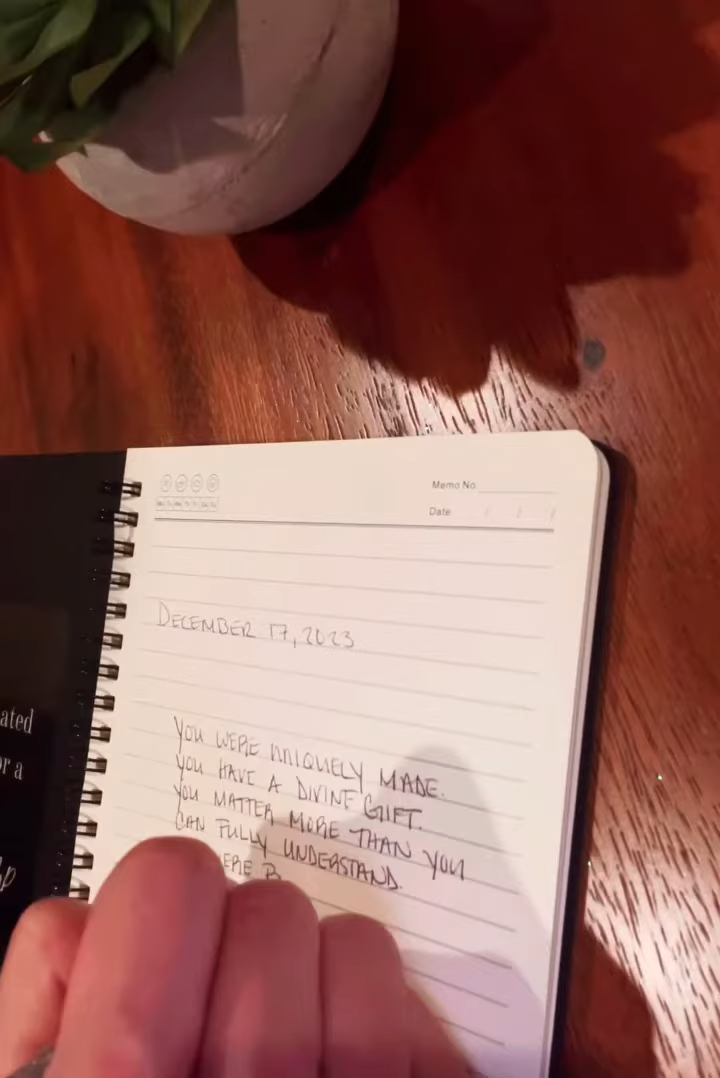 Memo No.
Date / / /
DECEMBER 17, 2023
YOU WERE UNIQUELY MADE.
YOU HAVE A DIVINE GIFT.
YOU MATTER MORE THAN YOU
CAN FULLY UNDERSTAND.
ERE B
ated
or a